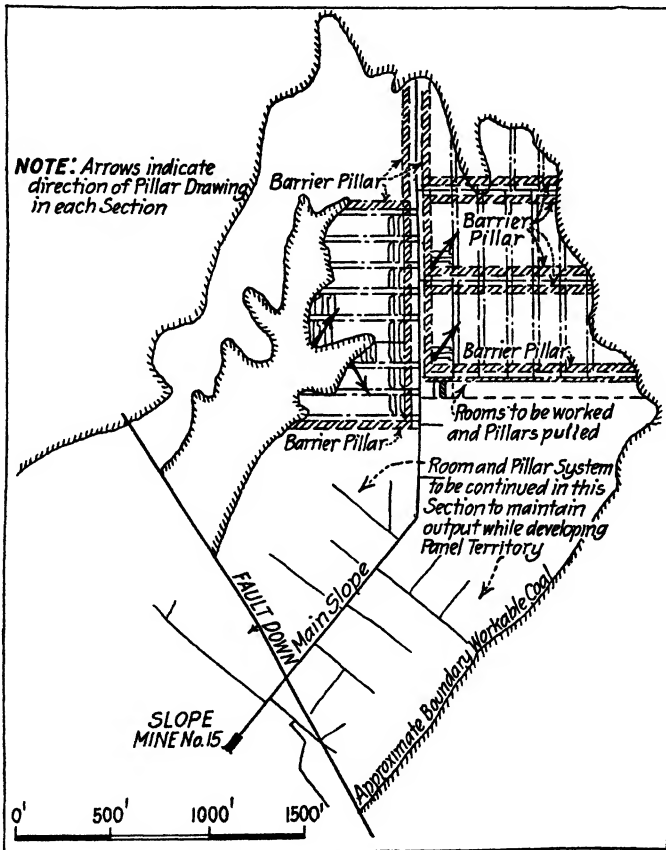 NOTE: Arrows indicate
direction of Pillar Drawing
in each Section
Barrier Pillar
Barrier
Pillar
Barrier Pillar
Rooms to be worked
and Pillars pulled
Barrier Pillar
Room and Pillar System
to be continued in this
Section to maintain
output while developing
Panel Territory
FAULT DOWN
Main Slope
Approximate Boundary Workable Coal
SLOPE
MINE No. 15
0' 500' 1000' 1500'